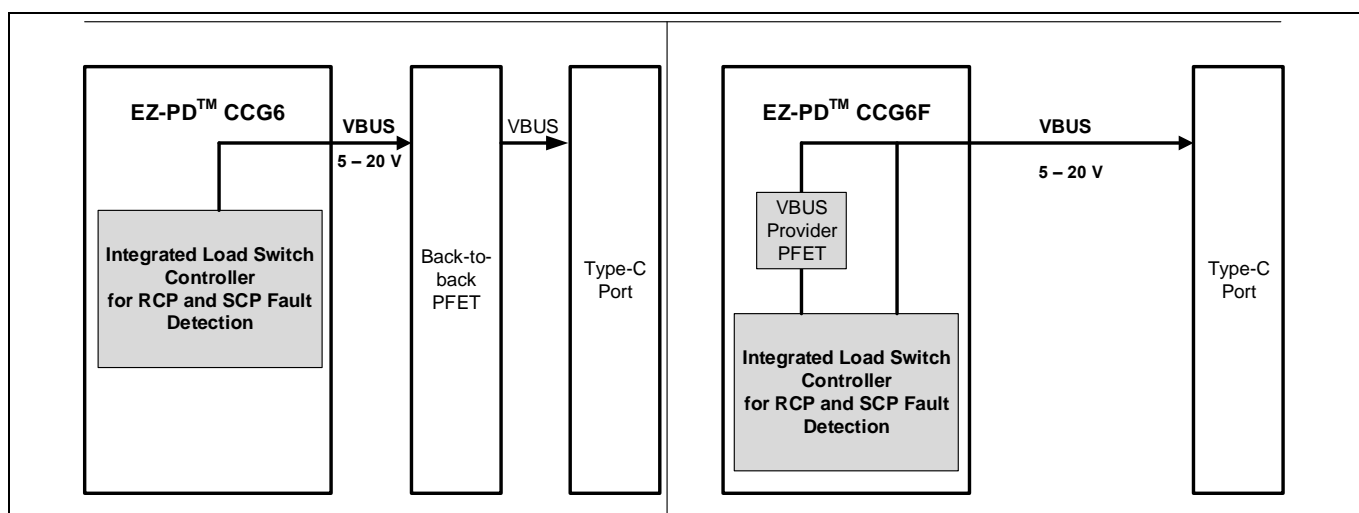 EZ-PD™ CCG6
VBUS
5 – 20 V
Integrated Load Switch
Controller
for RCP and SCP Fault
Detection
Back-to-
back
PFET
VBUS
Type-C
Port
EZ-PD™ CCG6F
VBUS
Provider
PFET
Integrated Load Switch
Controller
for RCP and SCP Fault
Detection
VBUS
5 – 20 V
Type-C
Port